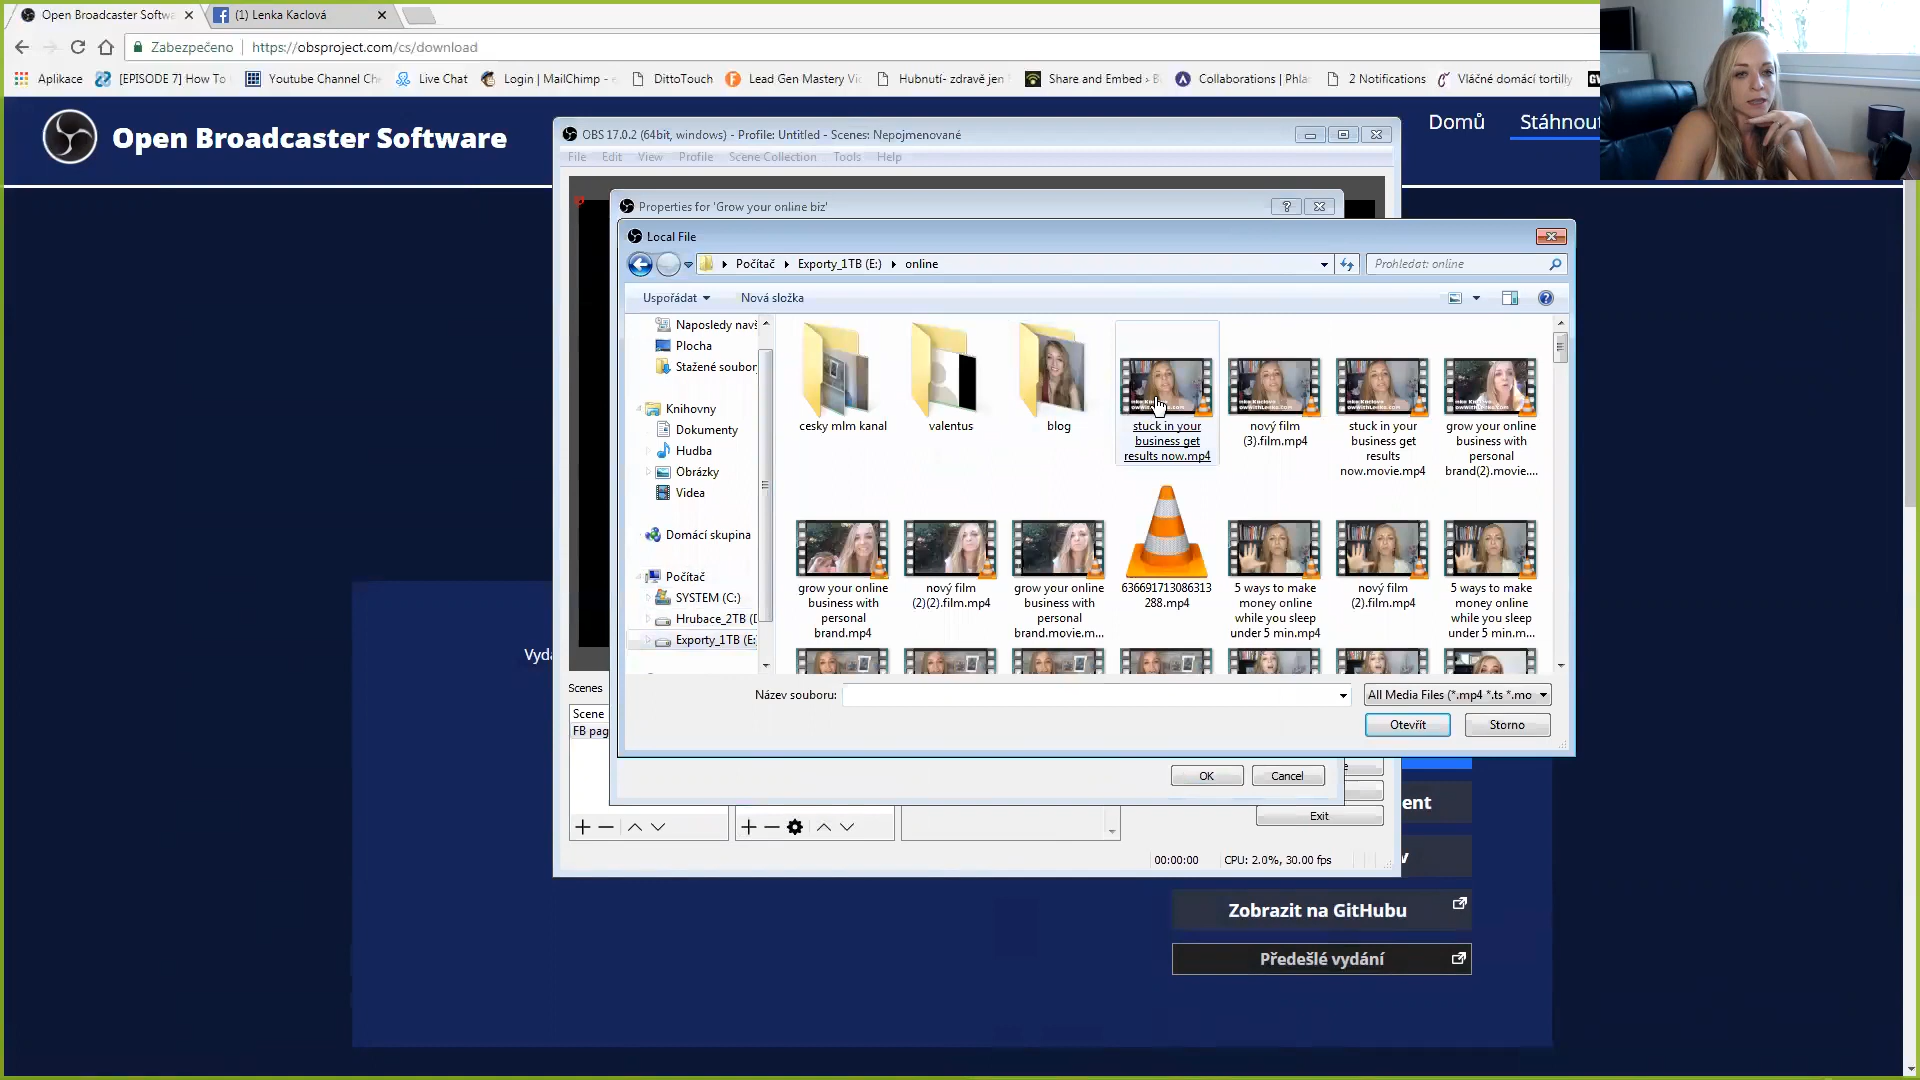 Open Broadcaster Softwa
(1) Lenka Kaclová
Zabezpečeno
https://obsproject.com/cs/download
Aplikace
[EPISODE 7] How To
Youtube Channel Ch
Live Chat
Login | MailChimp - e
DittoTouch
Lead Gen Mastery Vi
Hubnutí- zdravě jen
Share and Embed › B
Collaborations | Phla
2 Notifications
Vláčné domácí tortilly
Open Broadcaster Software
Domů
Stáhnout
OBS 17.0.2 (64bit, windows) - Profile: Untitled - Scenes: Nepojmenované
File Edit View Profile Scene Collection Tools Help
Properties for 'Grow your online biz'
Local File
Počítač
Exporty_1TB (E:)
online
Prohledat: online
Uspořádat
Nová složka
Naposledy navš
Plocha
Stažené soubor
Knihovny
Dokumenty
Hudba
Obrázky
Videa
Domácí skupina
Počítač
SYSTEM (C:)
Hrubace_2TB (D
Exporty_1TB (E:
cesky mlm kanal
valentus
blog
stuck in your
business get
results now.mp4
nový film
(3).film.mp4
stuck in your
business get
results
now.movie.mp4
grow your online
business with
personal
brand(2).movie....
grow your online
business with
personal
brand.mp4
nový film
(2)(2).film.mp4
grow your online
business with
personal
brand.movie.m...
636691713086313
288.mp4
5 ways to make
money online
while you sleep
under 5 min.mp4
nový film
(2).film.mp4
5 ways to make
money online
while you sleep
under 5 min.m...
Název souboru:
All Media Files (*.mp4 *.ts *.mo
Otevřít
Storno
OK
Cancel
Vydá
Scenes
Scene
FB pag
Exit
00:00:00
CPU: 2.0%, 30.00 fps
ent
v
Zobrazit na GitHubu
Předešlé vydání